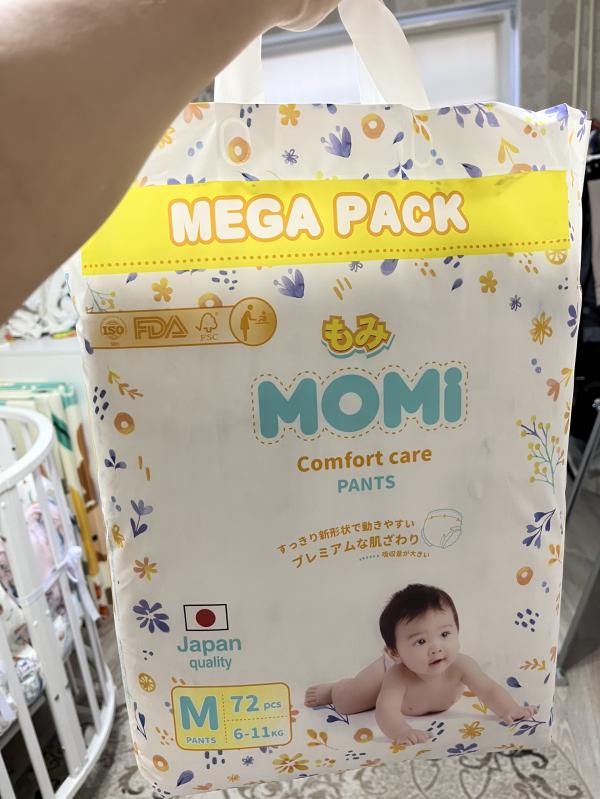 MEGA PACK
ISO FDA FSC
もみ
MOMi
Comfort care
PANTS
すっきり新形状で動きやすい
プレミアムな肌ざわり
吸収量が大きい
Japan
quality
M 72 pcs
PANTS 6-11KG